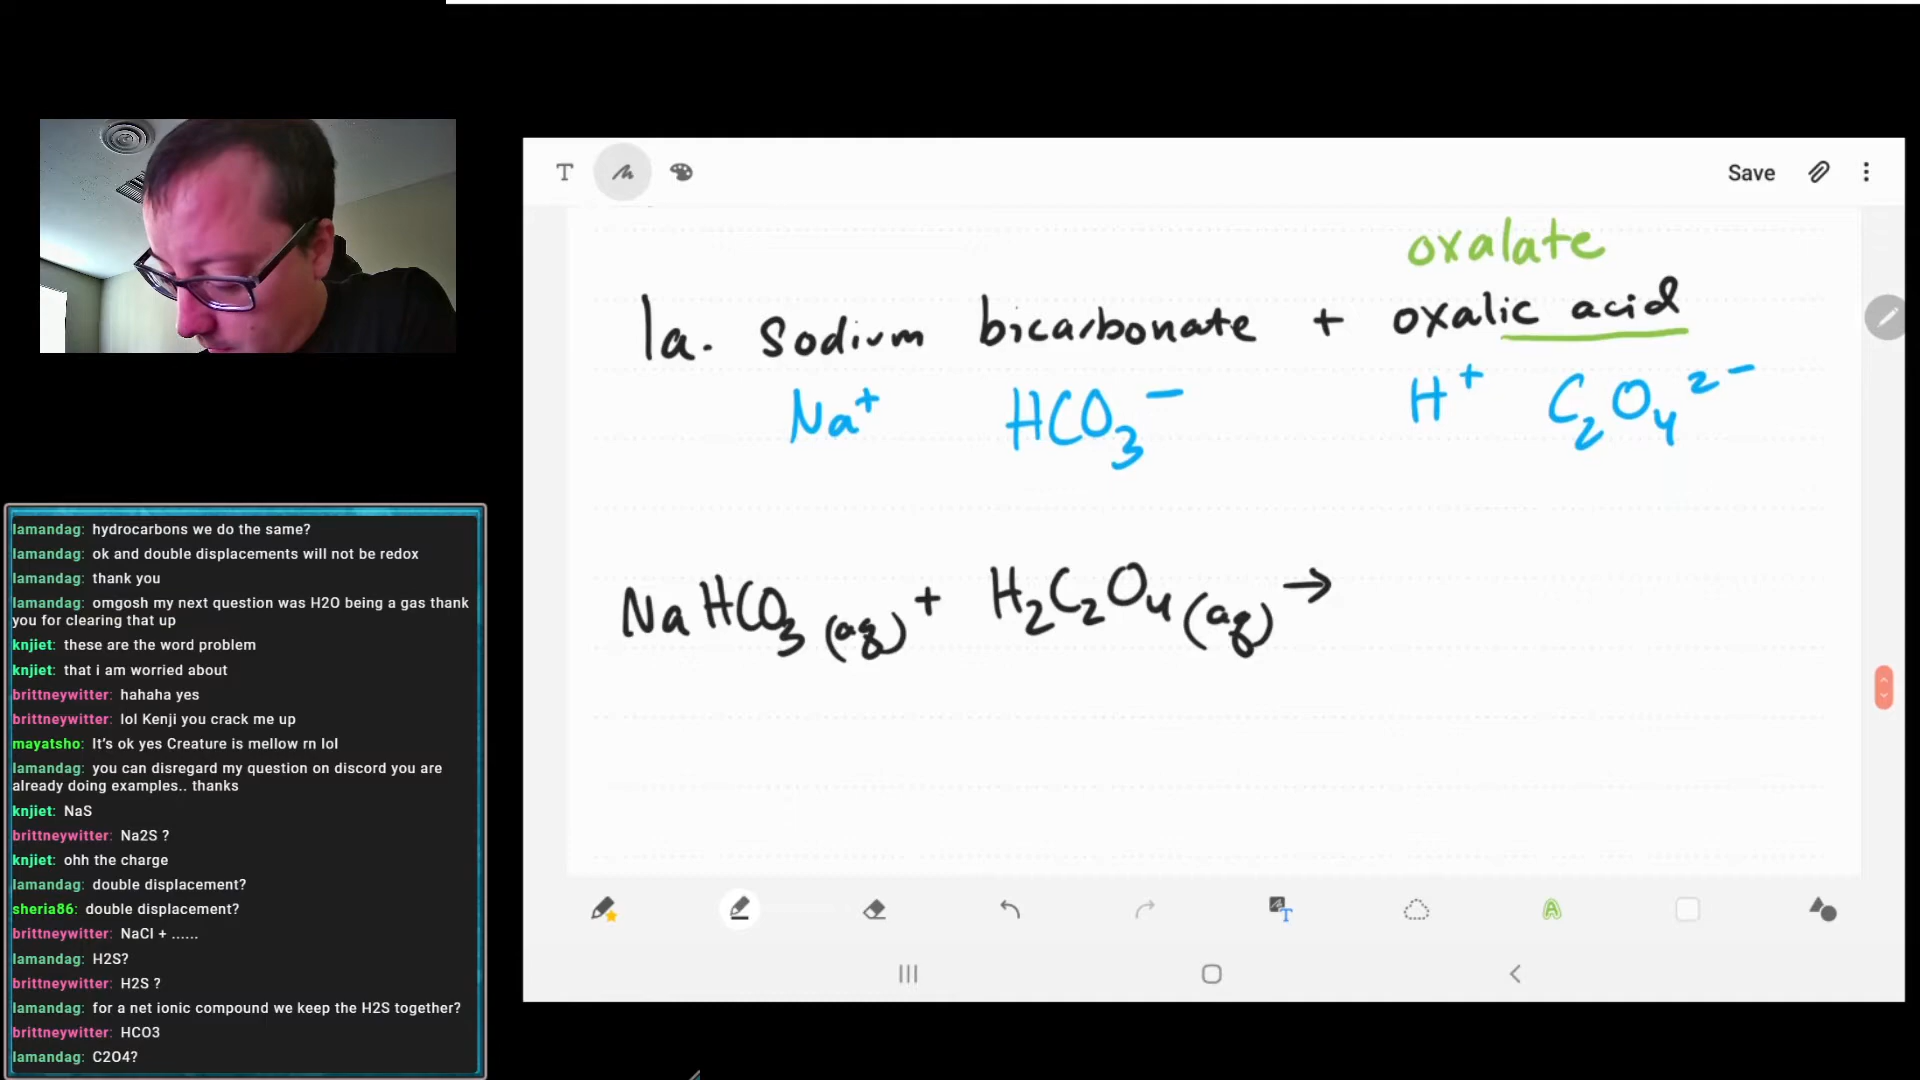 T
Save
oxalate
1a. Sodium bicarbonate + oxalic acid
Na⁺ HCO₃⁻ H⁺ C₂O₄²⁻
NaHCO₃(aq) + H₂C₂O₄(aq) →
lamandag: hydrocarbons we do the same?
lamandag: ok and double displacements will not be redox
lamandag: thank you
lamandag: omgosh my next question was H2O being a gas thank
you for clearing that up
knjiet: these are the word problem
knjiet: that i am worried about
brittneywitter: hahaha yes
brittneywitter: lol Kenji you crack me up
mayatsho: It’s ok yes Creature is mellow rn lol
lamandag: you can disregard my question on discord you are
already doing examples.. thanks
knjiet: NaS
brittneywitter: Na2S ?
knjiet: ohh the charge
lamandag: double displacement?
sheria86: double displacement?
brittneywitter: NaCl + ......
lamandag: H2S?
brittneywitter: H2S ?
lamandag: for a net ionic compound we keep the H2S together?
brittneywitter: HCO3
lamandag: C2O4?